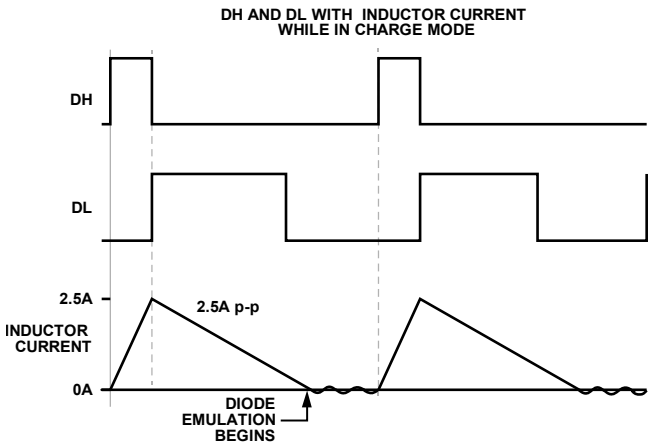 DH AND DL WITH INDUCTOR CURRENT
WHILE IN CHARGE MODE
DH
DL
2.5A
2.5A p-p
INDUCTOR
CURRENT
0A
DIODE
EMULATION
BEGINS